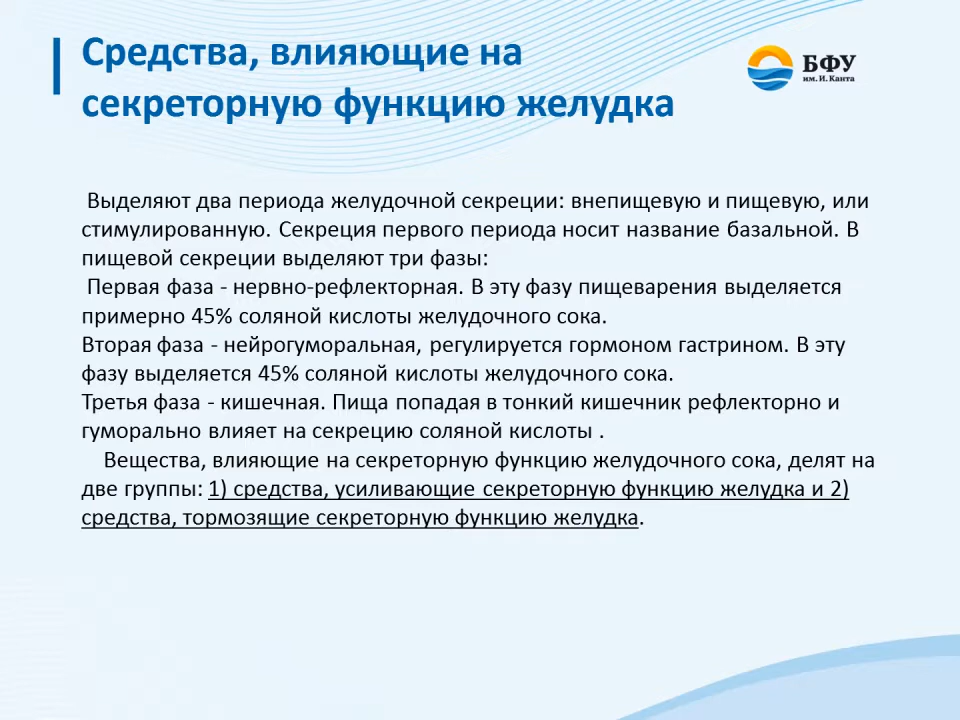 Средства, влияющие на
секреторную функцию желудка
БФУ
им. И. Канта
Выделяют два периода желудочной секреции: внепищевую и пищевую, или
стимулированную. Секреция первого периода носит название базальной. В
пищевой секреции выделяют три фазы:
Первая фаза - нервно-рефлекторная. В эту фазу пищеварения выделяется
примерно 45% соляной кислоты желудочного сока.
Вторая фаза - нейрогуморальная, регулируется гормоном гастрином. В эту
фазу выделяется 45% соляной кислоты желудочного сока.
Третья фаза - кишечная. Пища попадая в тонкий кишечник рефлекторно и
гуморально влияет на секрецию соляной кислоты .
Вещества, влияющие на секреторную функцию желудочного сока, делят на
две группы: 1) средства, усиливающие секреторную функцию желудка и 2)
средства, тормозящие секреторную функцию желудка.